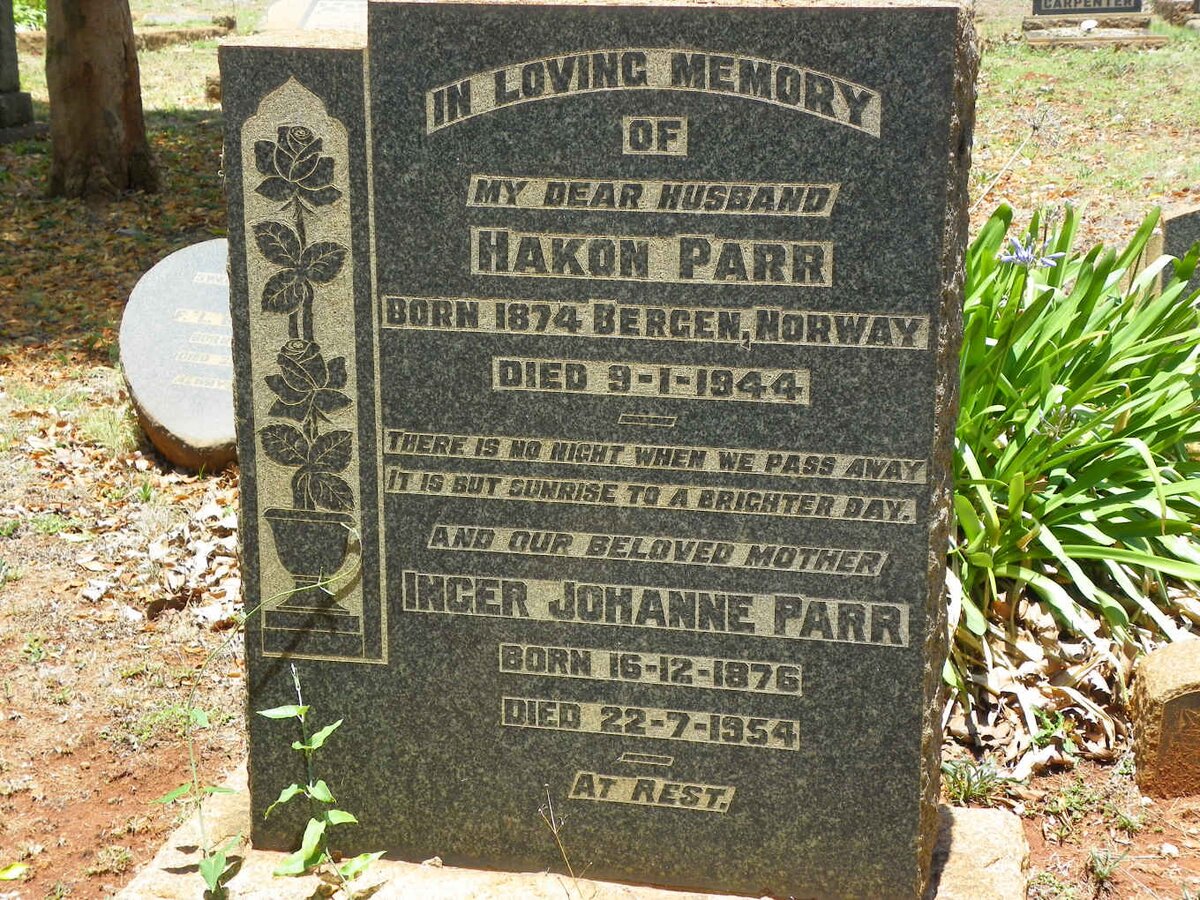 CARPENTER
IN LOVING MEMORY
OF
MY DEAR HUSBAND
HAKON PARR
BORN 1874 BERGEN, NORWAY
DIED 9-1-1944
THERE IS NO NIGHT WHEN WE PASS AWAY
IT IS BUT SUNRISE TO A BRIGHTER DAY.
AND OUR BELOVED MOTHER
INGER JOHANNE PARR
BORN 16-12-1876
DIED 22-7-1954
AT REST.